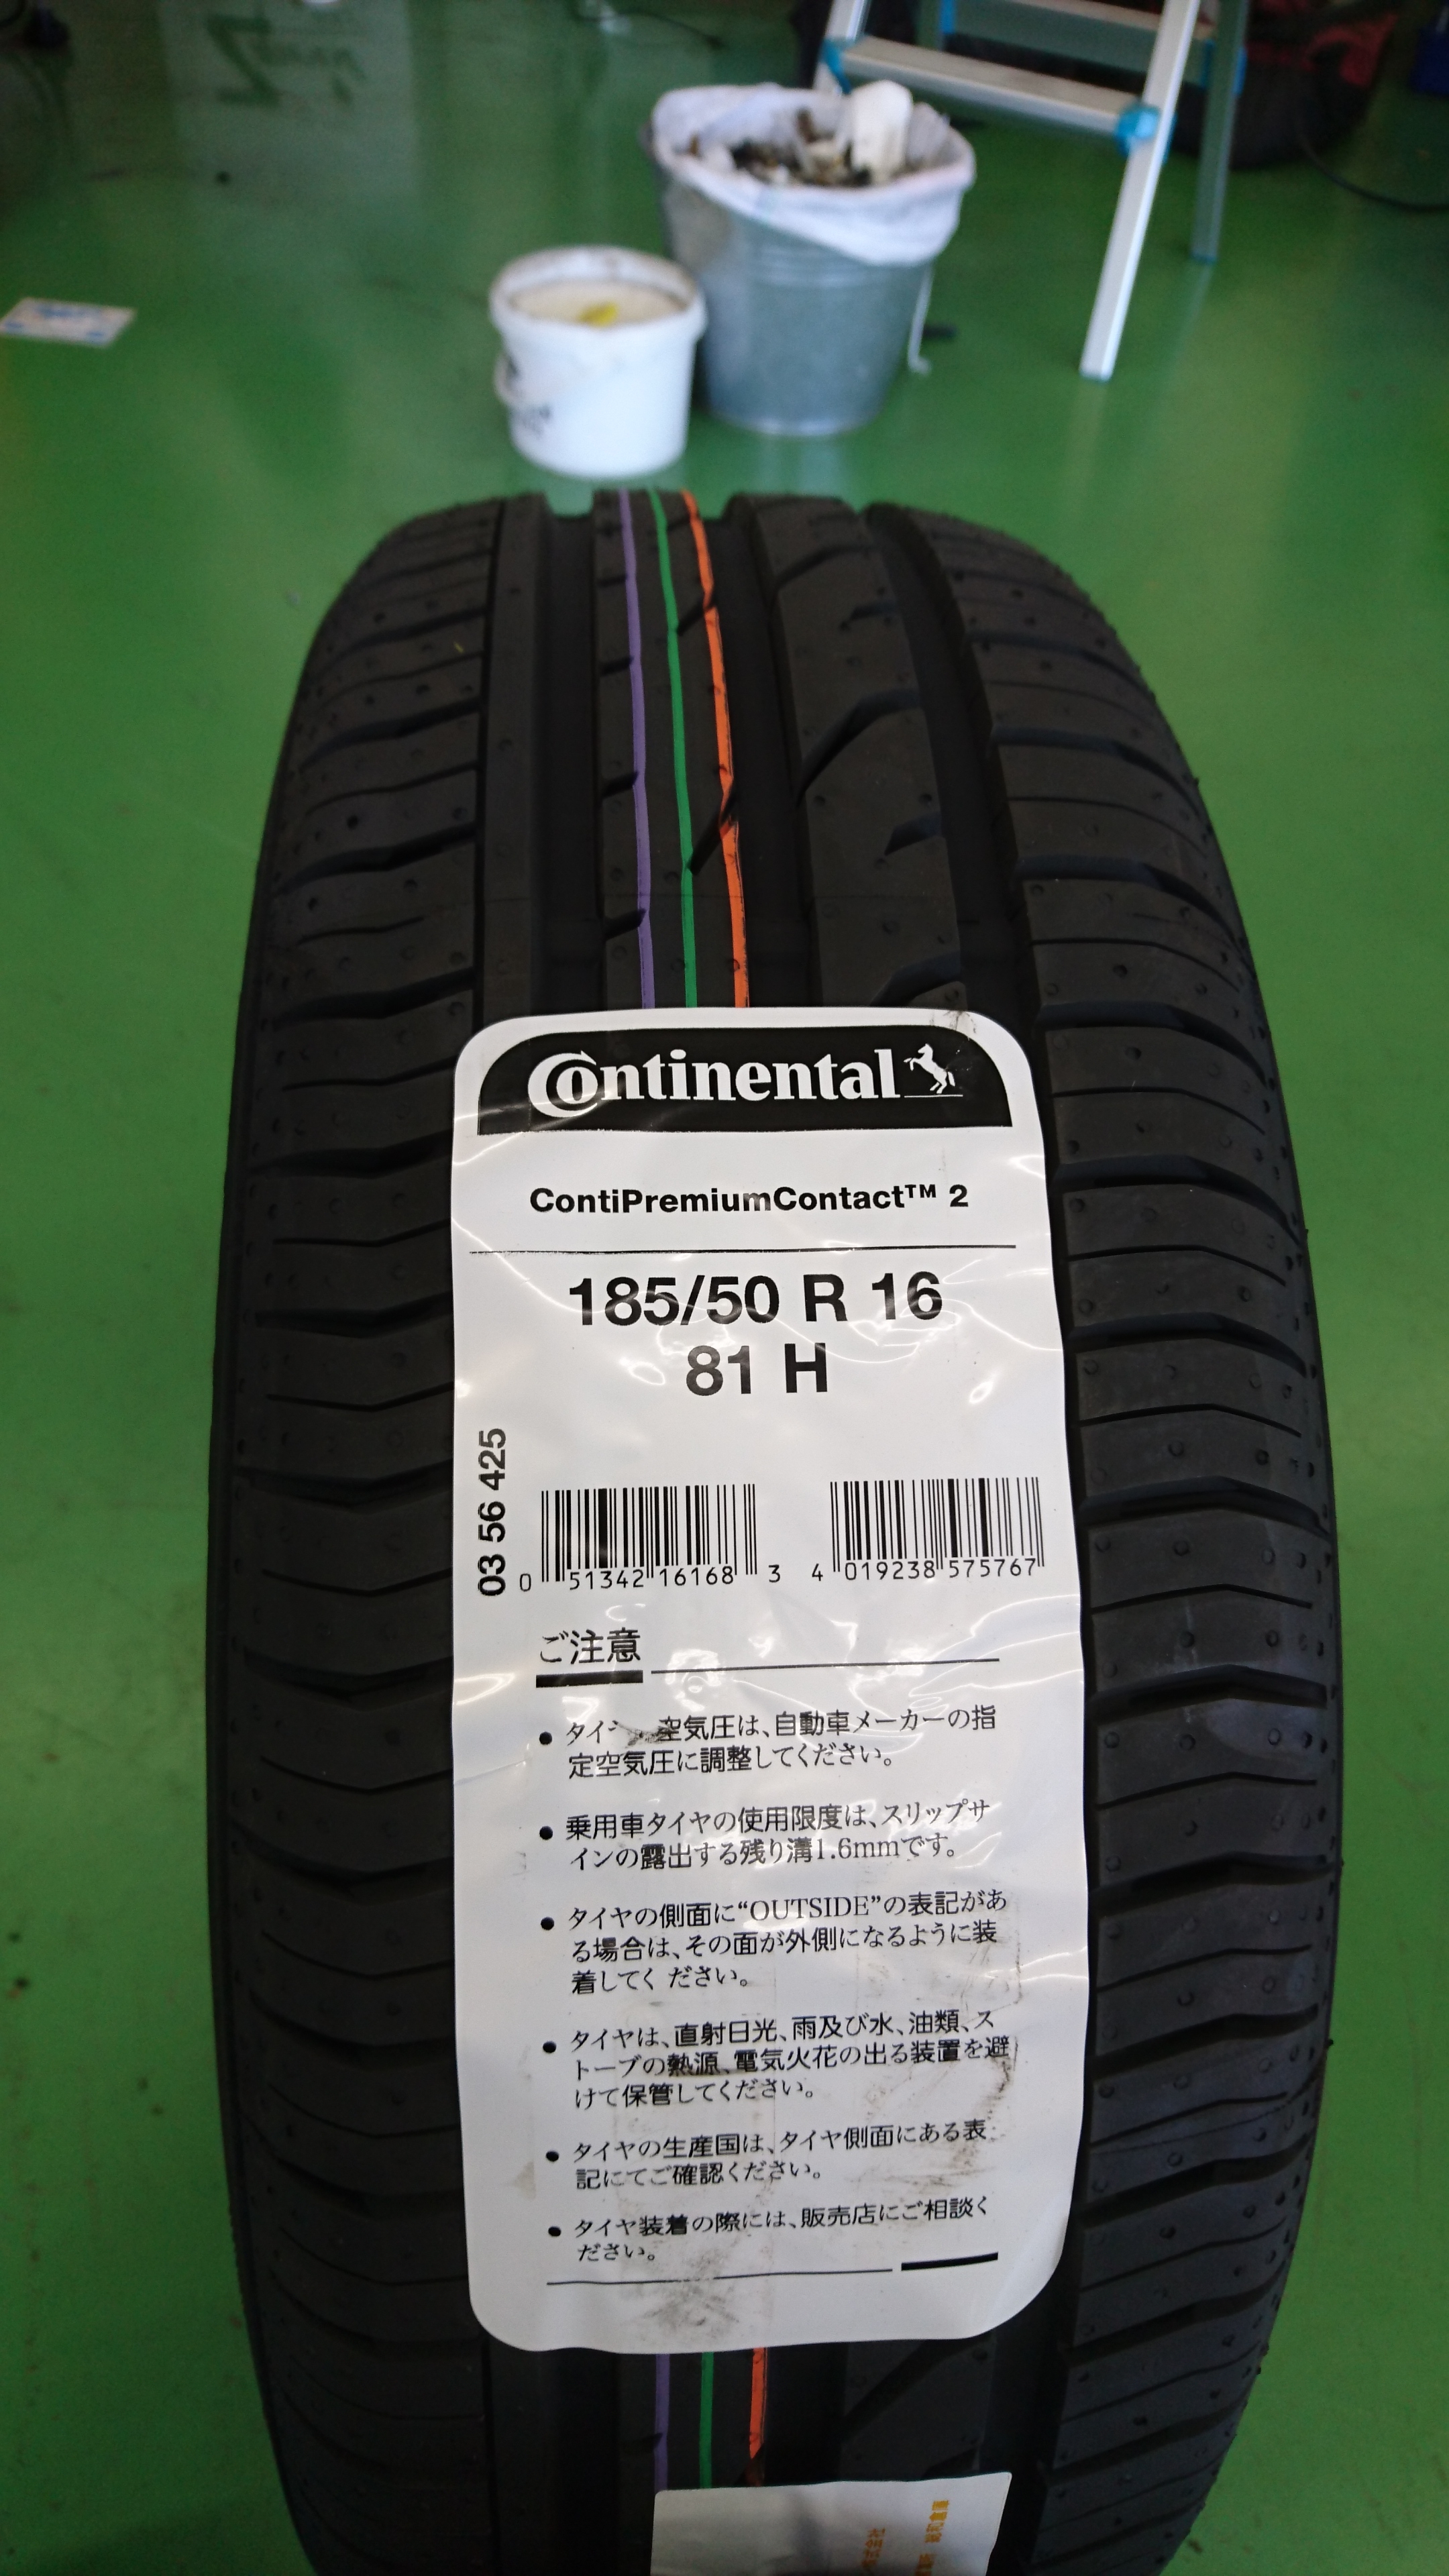 Continental
ContiPremiumContact™ 2
185/50 R 16
81 H
03 56 425
0 51342 16168 3
4 019238 575767
ご注意
● タイ 空気圧は、自動車メーカーの指
定空気圧に調整してください。
● 乗用車タイヤの使用限度は、スリップサ
インの露出する残り溝1.6mmです。
● タイヤの側面に“OUTSIDE”の表記があ
る場合は、その面が外側になるように装
着してく ださい。
● タイヤは、直射日光、雨及び水、油類、ス
トーブの熱源、電気火花の出る装置を避
けて保管してください。
● タイヤの生産国は、タイヤ側面にある表
記にてご確認ください。
● タイヤ装着の際には、販売店にご相談く
ださい。